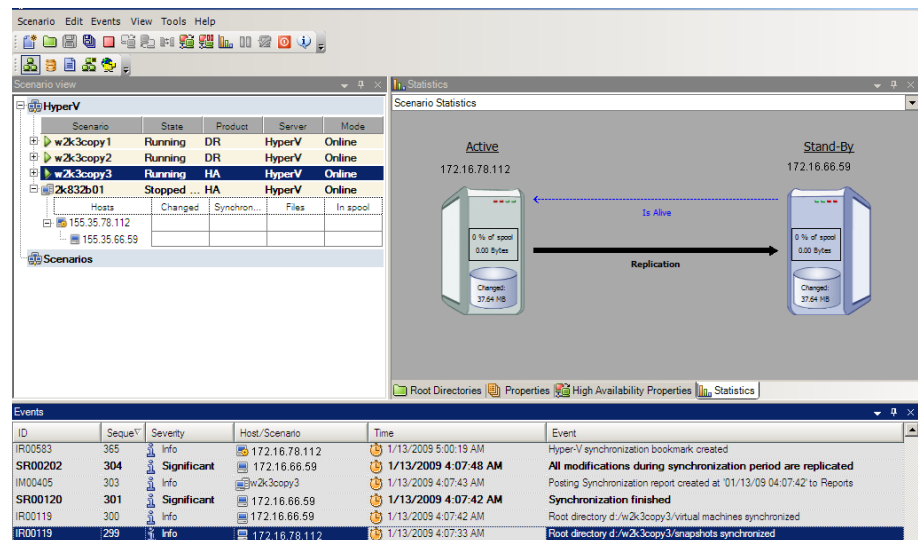 Scenario Edit Events View Tools Help
Scenario view
HyperV
Scenario State Product Server Mode
w2k3copy1 Running DR HyperV Online
w2k3copy2 Running DR HyperV Online
w2k3copy3 Running HA HyperV Online
2k832b01 Stopped ... HA HyperV Online
Hosts Changed Synchron... Files In spool
155.35.78.112
155.35.66.59
Scenarios
Statistics
Scenario Statistics
Active
172.16.78.112
Stand-By
172.16.66.59
Is Alive
0 % of spool
0.00 Bytes
0 % of spool
0.00 Bytes
Replication
Changed:
37.64 MB
Changed:
37.64 MB
Root Directories Properties High Availability Properties Statistics
Events
ID Seque Severity Host/Scenario Time Event
IR00583 365 Info 172.16.78.112 1/13/2009 5:00:19 AM Hyper-V synchronization bookmark created
SR00202 304 Significant 172.16.66.59 1/13/2009 4:07:48 AM All modifications during synchronization period are replicated
IM00405 303 Info w2k3copy3 1/13/2009 4:07:43 AM Posting Synchronization report created at '01/13/09 04:07:42' to Reports
SR00120 301 Significant 172.16.66.59 1/13/2009 4:07:42 AM Synchronization finished
IR00119 300 Info 172.16.66.59 1/13/2009 4:07:42 AM Root directory d:/w2k3copy3/virtual machines synchronized
IR00119 299 Info 172.16.78.112 1/13/2009 4:07:33 AM Root directory d:/w2k3copy3/snapshots synchronized